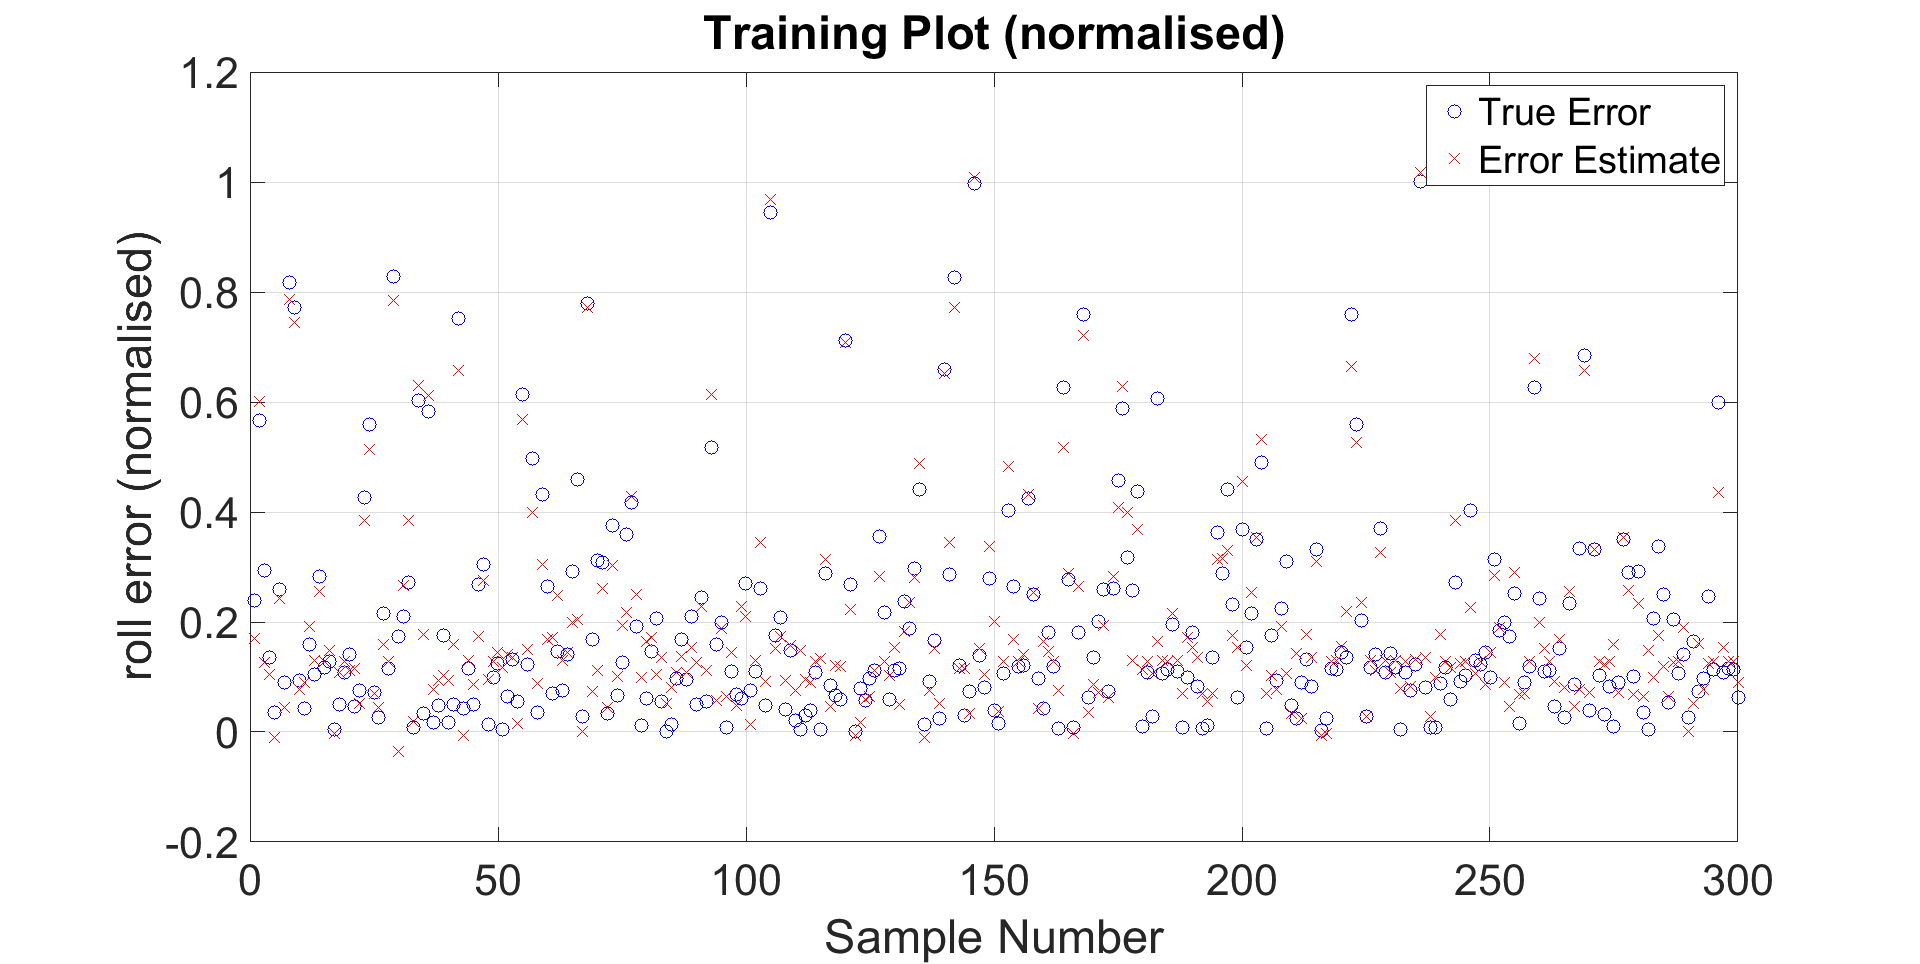 Training Plot (normalised)
1.2
1
0.8
0.6
0.4
0.2
0
-0.2
roll error (normalised)
True Error
Error Estimate
0 50 100 150 200 250 300
Sample Number